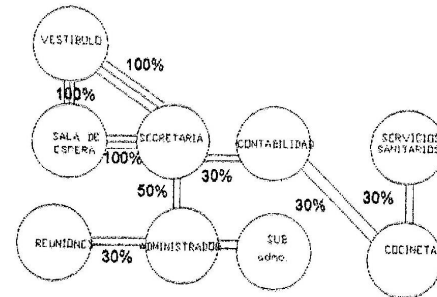 VESTIBULO
100%
100%
SALA DE
ESPERA
100%
SECRETARIA
30%
CONTABILIDAD
SERVICIOS
SANITARIOS
50%
30%
30%
REUNIONES
30%
ADMINISTRADOR
SUB
admo.
COCINETA